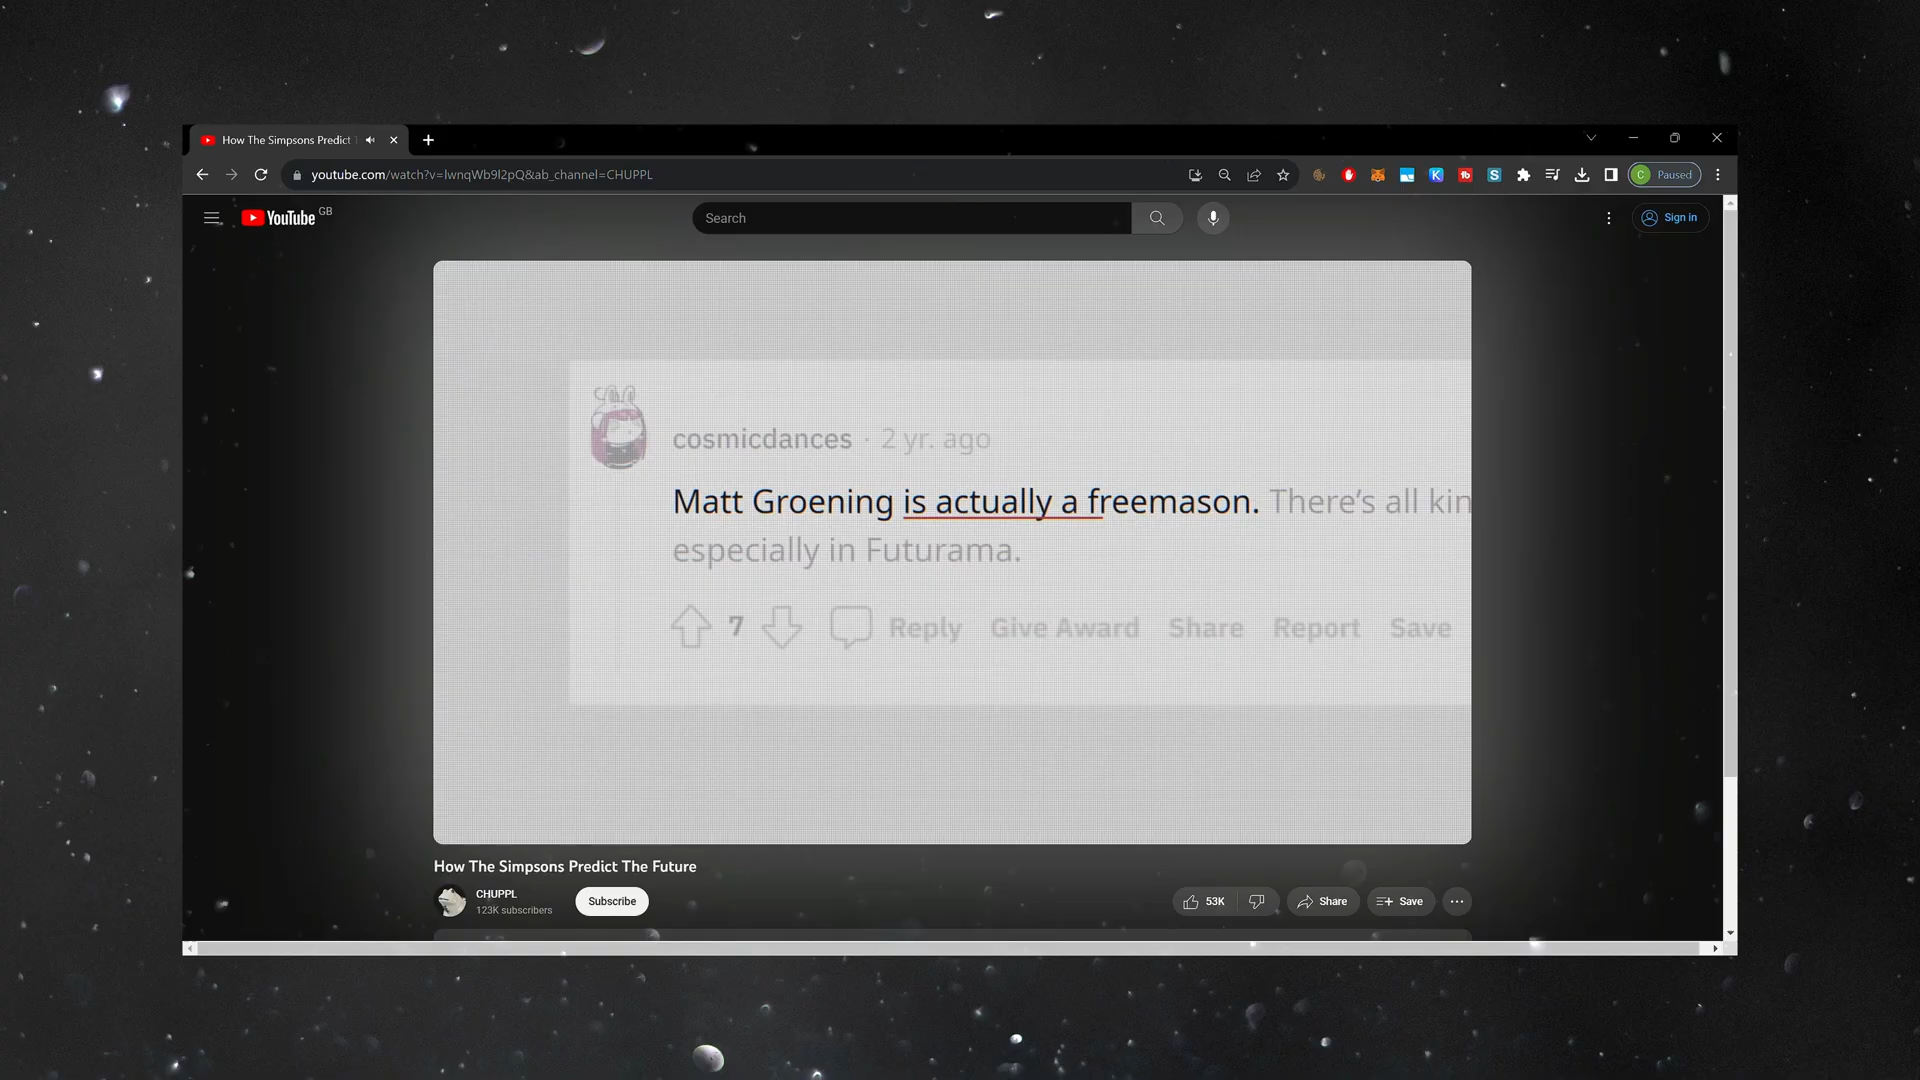 How The Simpsons Predict
youtube.com/watch?v=lwnqWb9l2pQ&ab_channel=CHUPPL
C Paused
YouTube GB
Search
Sign in
cosmicdances · 2 yr. ago
Matt Groening is actually a freemason. There's all kin
especially in Futurama.
7 Reply Give Award Share Report Save
How The Simpsons Predict The Future
CHUPPL
123K subscribers
Subscribe
53K Share Save